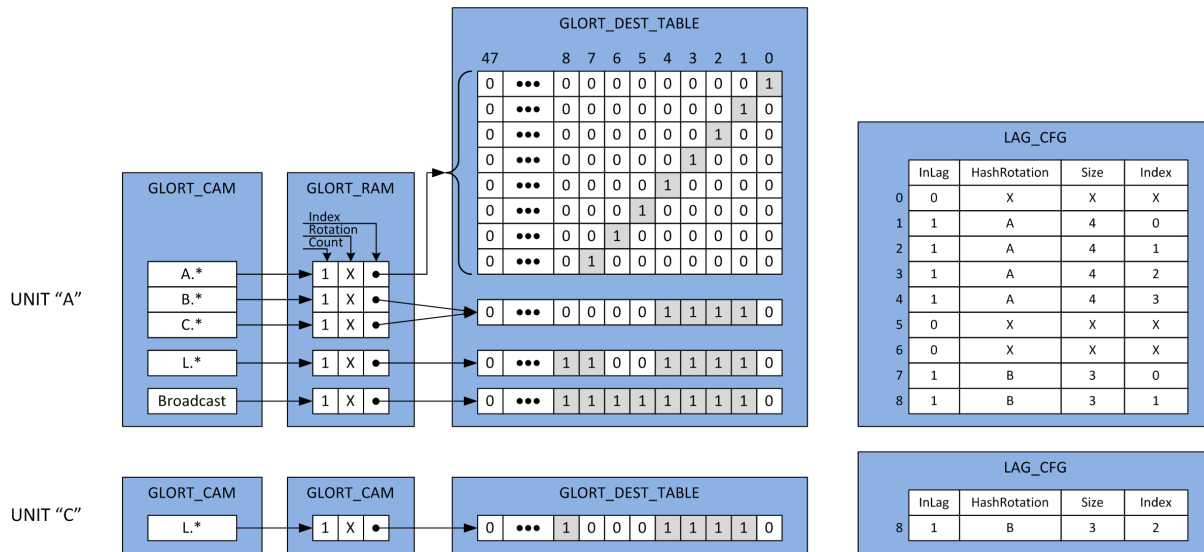 GLORT_DEST_TABLE
47 8 7 6 5 4 3 2 1 0
0 ●●● 0 0 0 0 0 0 0 0 1
0 ●●● 0 0 0 0 0 0 0 1 0
0 ●●● 0 0 0 0 0 0 1 0 0
0 ●●● 0 0 0 0 0 1 0 0 0
0 ●●● 0 0 0 0 1 0 0 0 0
0 ●●● 0 0 0 1 0 0 0 0 0
0 ●●● 0 0 1 0 0 0 0 0 0
0 ●●● 0 1 0 0 0 0 0 0 0
0 ●●● 0 0 0 0 1 1 1 1 0
0 ●●● 1 1 0 0 1 1 1 1 0
0 ●●● 1 1 1 1 1 1 1 1 0
GLORT_CAM
A.*
B.*
C.*
L.*
Broadcast
GLORT_RAM
Index
Rotation
Count
1 X
1 X
1 X
1 X
1 X
UNIT “A”
LAG_CFG
InLag HashRotation Size Index
0 0 X X X
1 1 A 4 0
2 1 A 4 1
3 1 A 4 2
4 1 A 4 3
5 0 X X X
6 0 X X X
7 1 B 3 0
8 1 B 3 1
UNIT “C”
GLORT_CAM
L.*
GLORT_CAM
1 X
GLORT_DEST_TABLE
0 ●●● 1 0 0 0 1 1 1 1 0
LAG_CFG
InLag HashRotation Size Index
8 1 B 3 2